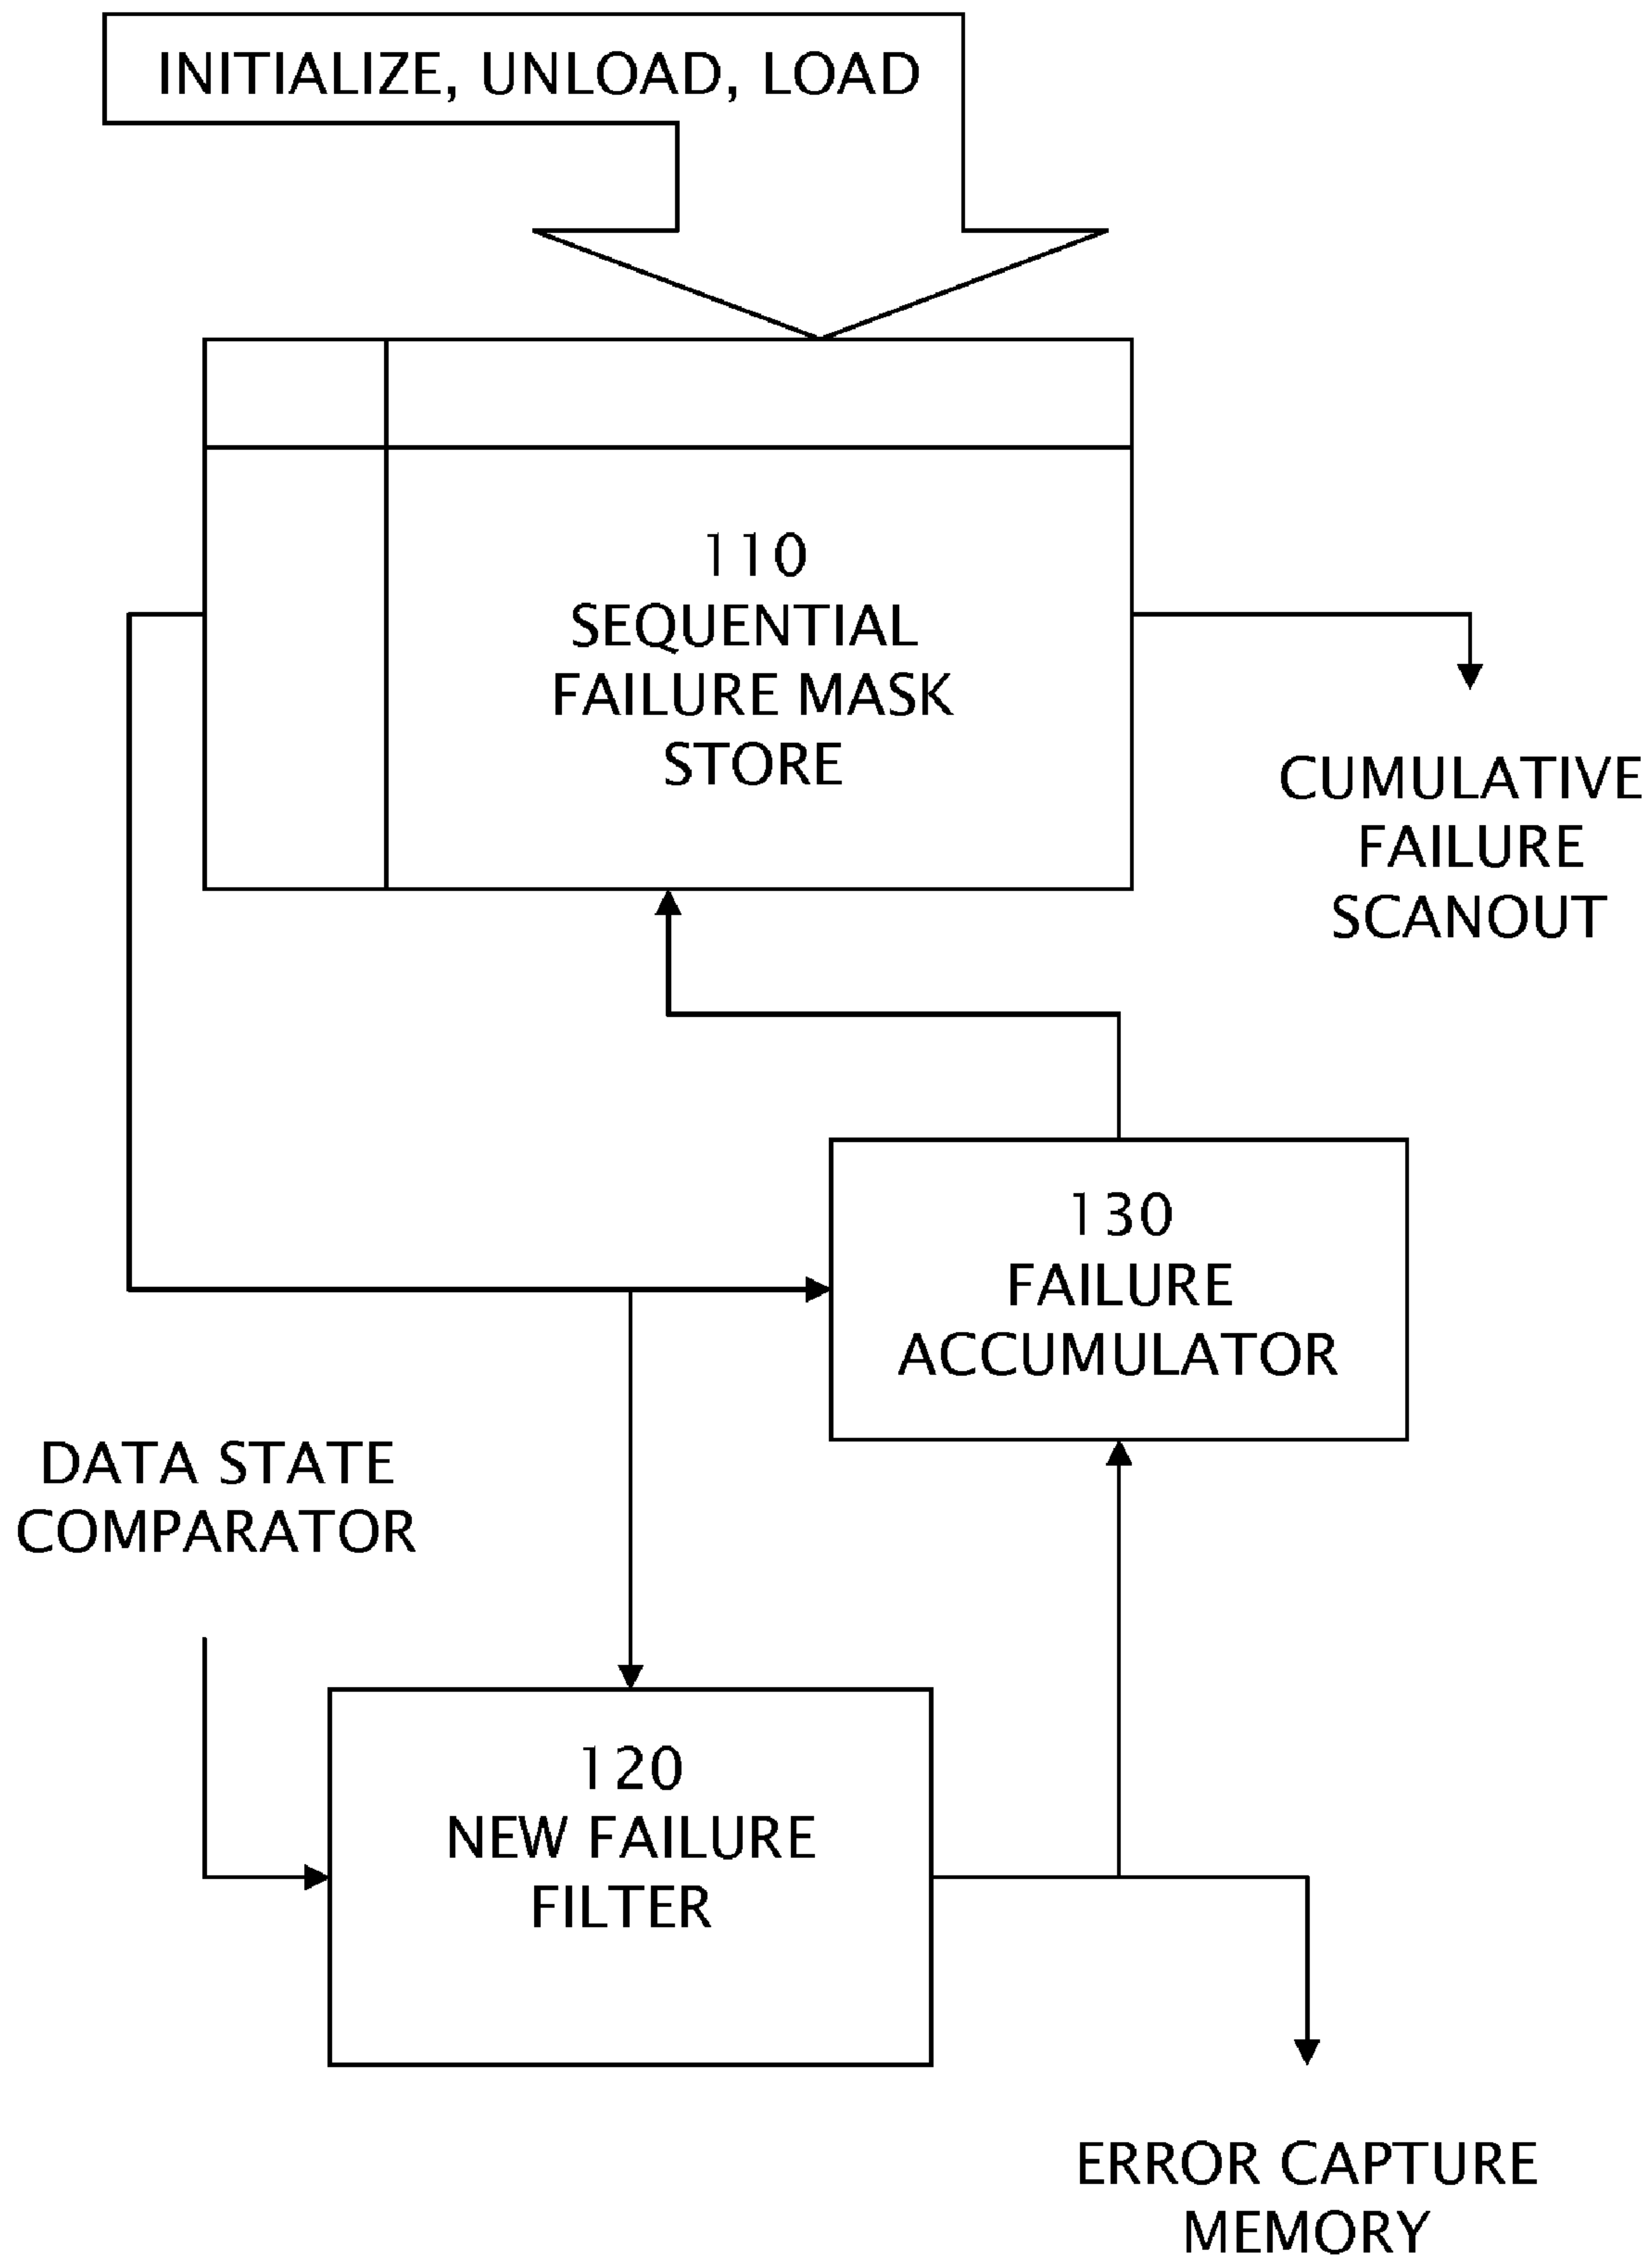 INITIALIZE, UNLOAD, LOAD
110
SEQUENTIAL
FAILURE MASK
STORE
CUMULATIVE
FAILURE
SCANOUT
130
FAILURE
ACCUMULATOR
DATA STATE
COMPARATOR
120
NEW FAILURE
FILTER
ERROR CAPTURE
MEMORY